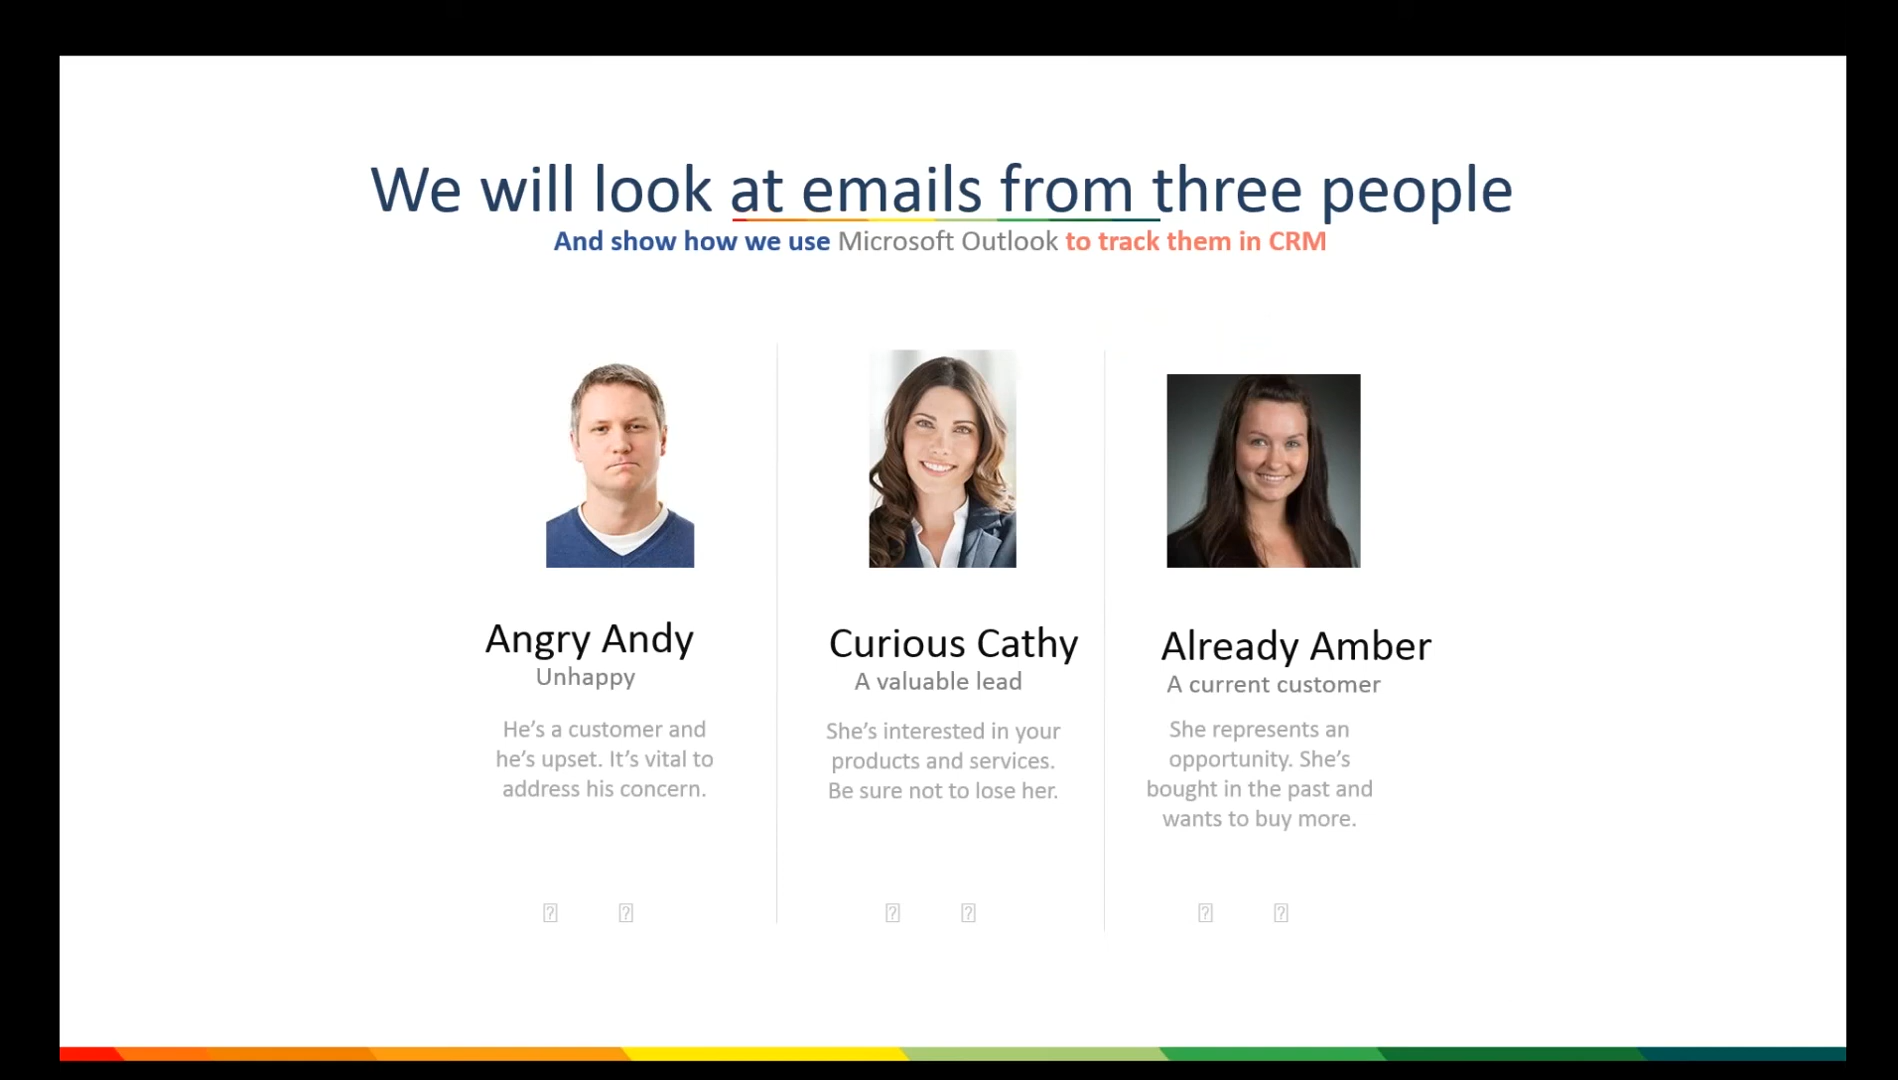 We will look at emails from three people
And show how we use Microsoft Outlook to track them in CRM
Angry Andy
Unhappy
He's a customer and
he's upset. It's vital to
address his concern.
Curious Cathy
A valuable lead
She's interested in your
products and services.
Be sure not to lose her.
Already Amber
A current customer
She represents an
opportunity. She's
bought in the past and
wants to buy more.